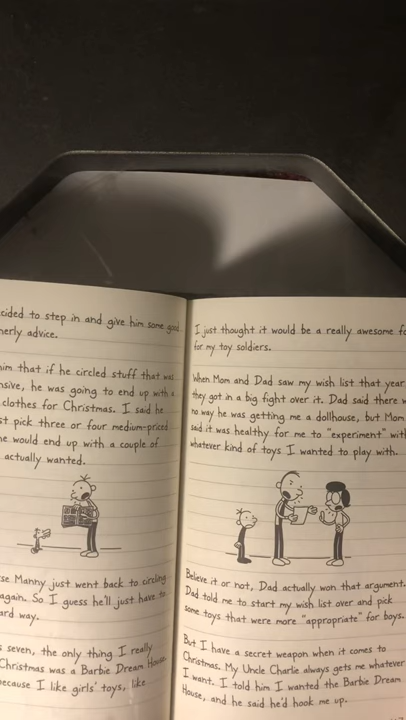 cided to step in and give him some good
herly advice.
him that if he circled stuff that was
nsive, he was going to end up with a
clothes for Christmas. I said he
st pick three or four medium-priced
he would end up with a couple of
actually wanted.
se Manny just went back to circling
again. So I guess he'll just have to
ard way.
s seven, the only thing I really
Christmas was a Barbie Dream House.
because I like girls' toys, like
I just thought it would be a really awesome fo
for my toy soldiers.
When Mom and Dad saw my wish list that year
they got in a big fight over it. Dad said there w
no way he was getting me a dollhouse, but Mom
said it was healthy for me to "experiment" with
whatever kind of toys I wanted to play with.
Believe it or not, Dad actually won that argument.
Dad told me to start my wish list over and pick
some toys that were more "appropriate" for boys.
But I have a secret weapon when it comes to
Christmas. My Uncle Charlie always gets me whatever
I want. I told him I wanted the Barbie Dream
House, and he said he'd hook me up.